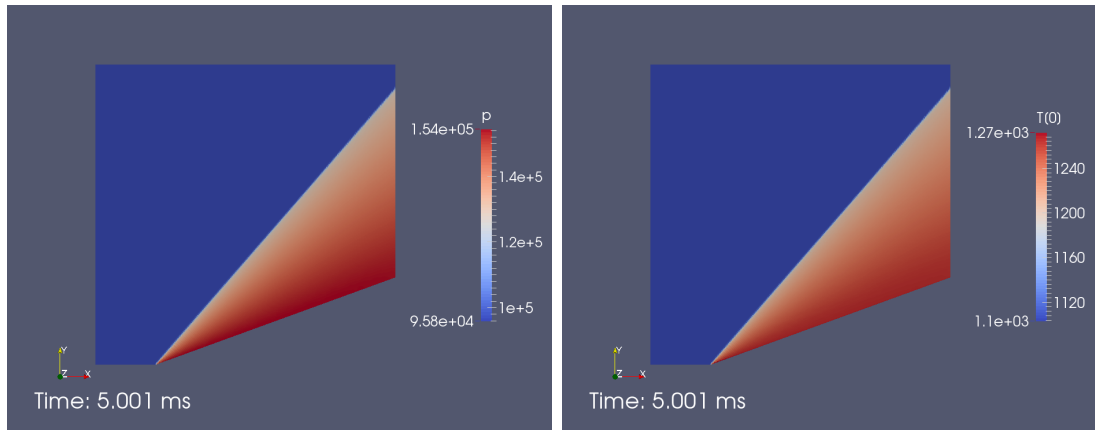 p
1.54e+05
1.4e+5
1.2e+5
1e+5
9.58e+04
Y
Z
X
Time: 5.001 ms
T(0)
1.27e+03
1240
1200
1160
1120
1.1e+03
Y
Z
X
Time: 5.001 ms